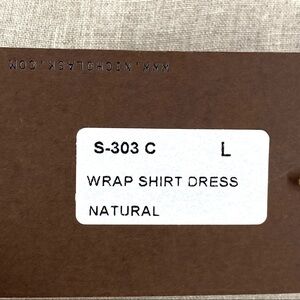 WWW.NICHOLASK.COM
S-303 C L
WRAP SHIRT DRESS
NATURAL